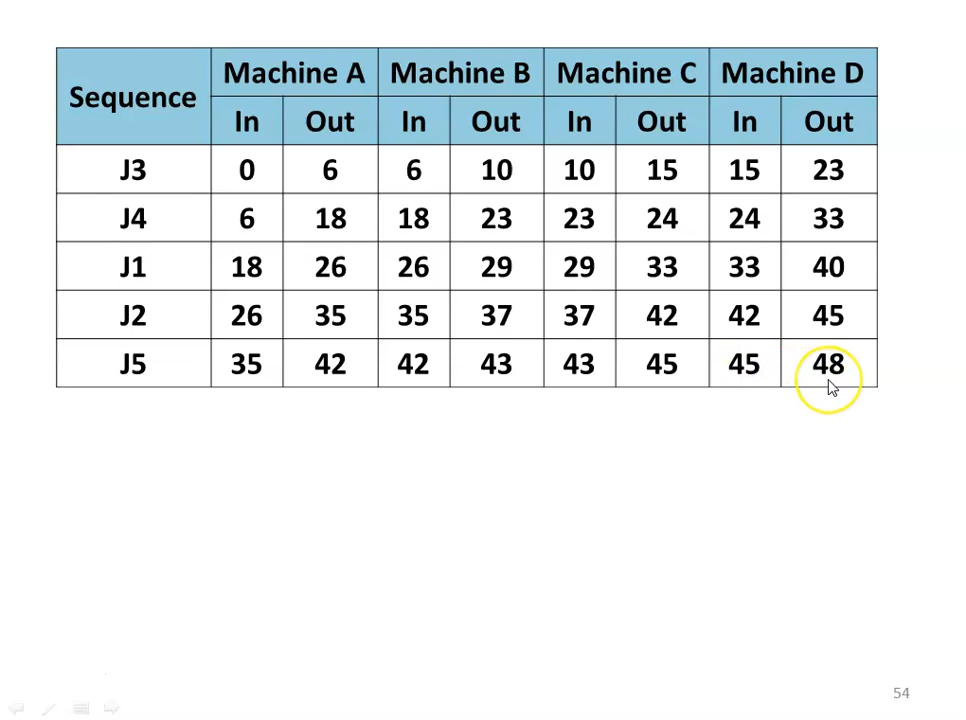 Sequence Machine A Machine B Machine C Machine D
In Out In Out In Out In Out
J3 0 6 6 10 10 15 15 23
J4 6 18 18 23 23 24 24 33
J1 18 26 26 29 29 33 33 40
J2 26 35 35 37 37 42 42 45
J5 35 42 42 43 43 45 45 48
54